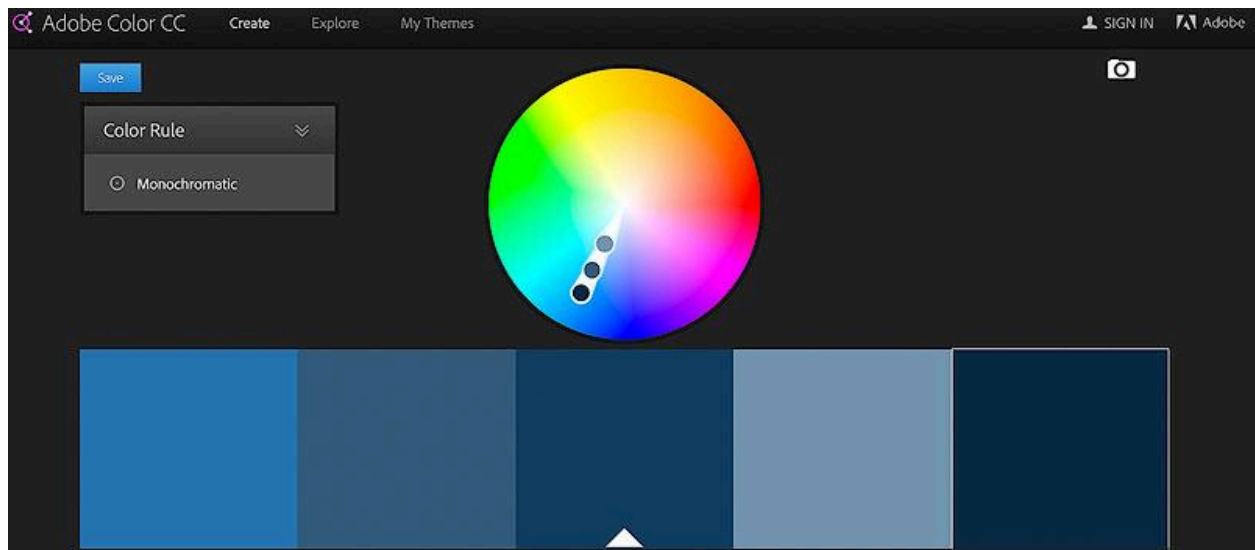 Adobe Color CC Create Explore My Themes SIGN IN Adobe
Save
Color Rule
Monochromatic